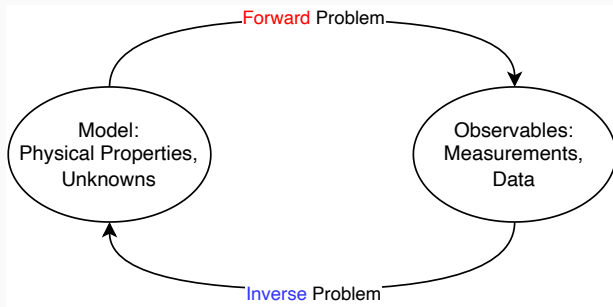 Forward Problem
Model:
Physical Properties,
Unknowns
Observables:
Measurements,
Data
Inverse Problem